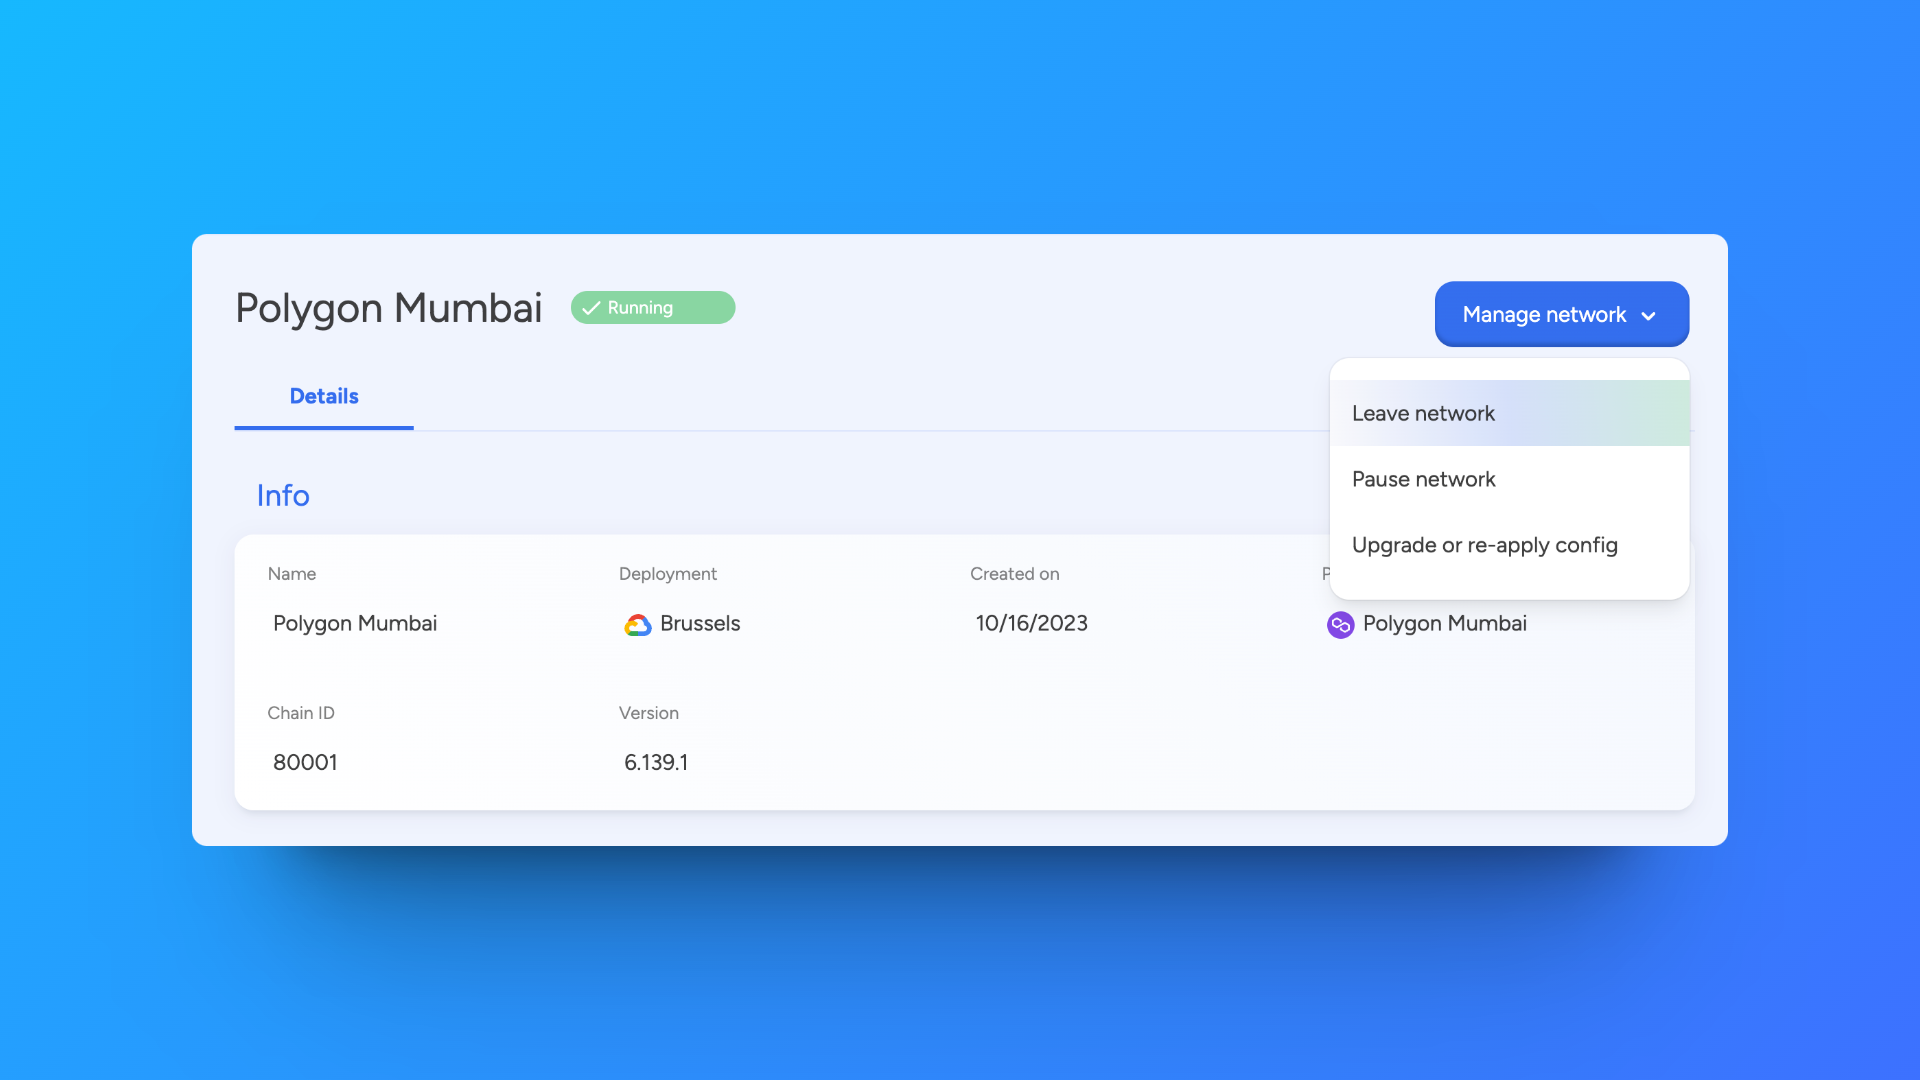 Polygon Mumbai
Running
Manage network
Details
Leave network
Pause network
Upgrade or re-apply config
Info
Name
Deployment
Created on
Polygon Mumbai
Brussels
10/16/2023
Polygon Mumbai
Chain ID
Version
80001
6.139.1